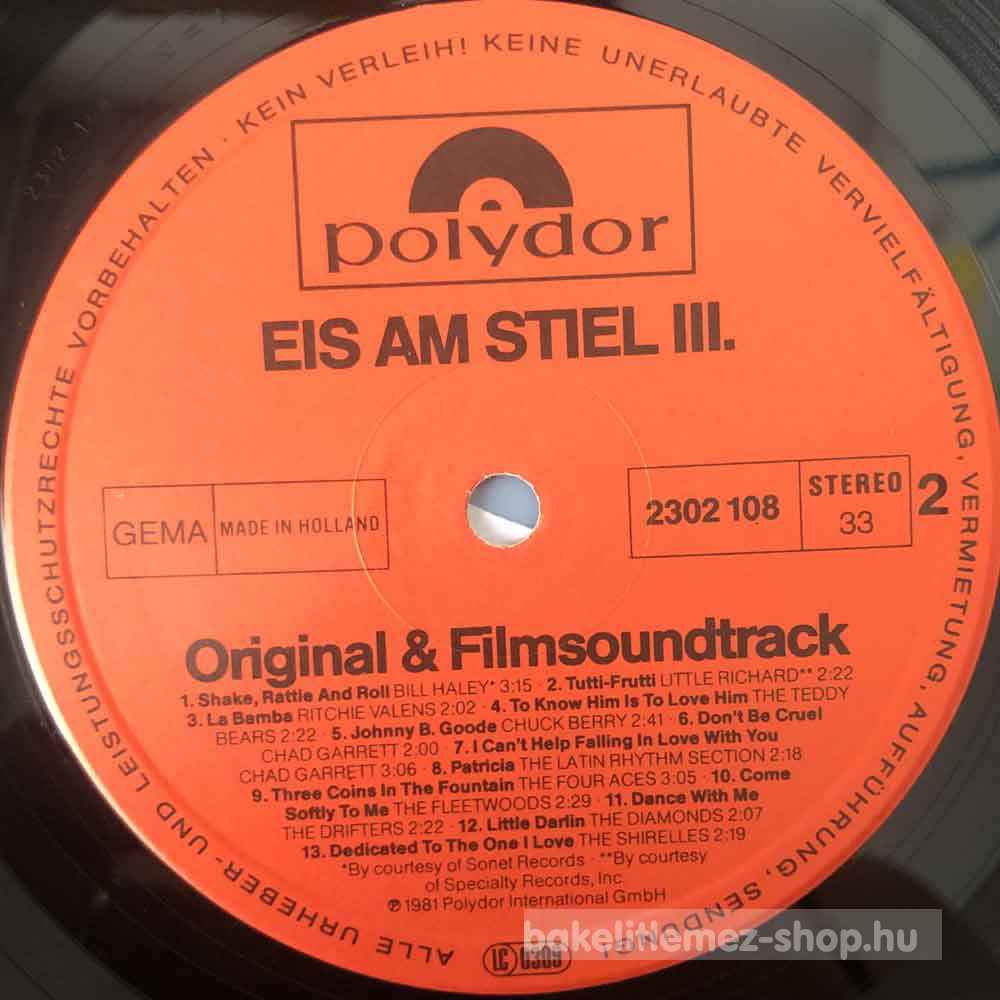 ALLE URHEBER- UND LEISTUNGSSCHUTZRECHTE VORBEHALTEN · KEIN VERLEIH! KEINE UNERLAUBTE VERVIELFÄLTIGUNG, VERMIETUNG, AUFFÜHRUNG, SENDUNG!
polydor
EIS AM STIEL III.
GEMA MADE IN HOLLAND
2302 108 STEREO 33 2
Original & Filmsoundtrack
1. Shake, Rattle And Roll BILL HALEY* 3:15 · 2. Tutti-Frutti LITTLE RICHARD** 2:22
3. La Bamba RITCHIE VALENS 2:02 · 4. To Know Him Is To Love Him THE TEDDY
BEARS 2:22 · 5. Johnny B. Goode CHUCK BERRY 2:41 · 6. Don't Be Cruel
CHAD GARRETT 2:00 · 7. I Can't Help Falling In Love With You
CHAD GARRETT 3:06 · 8. Patricia THE LATIN RHYTHM SECTION 2:18
9. Three Coins In The Fountain THE FOUR ACES 3:05 · 10. Come
Softly To Me THE FLEETWOODS 2:29 · 11. Dance With Me
THE DRIFTERS 2:22 · 12. Little Darlin THE DIAMONDS 2:07
13. Dedicated To The One I Love THE SHIRELLES 2:19
*By courtesy of Sonet Records · **By courtesy
of Specialty Records, Inc.
℗ 1981 Polydor International GmbH
LC 0309
bakelitlemez-shop.hu